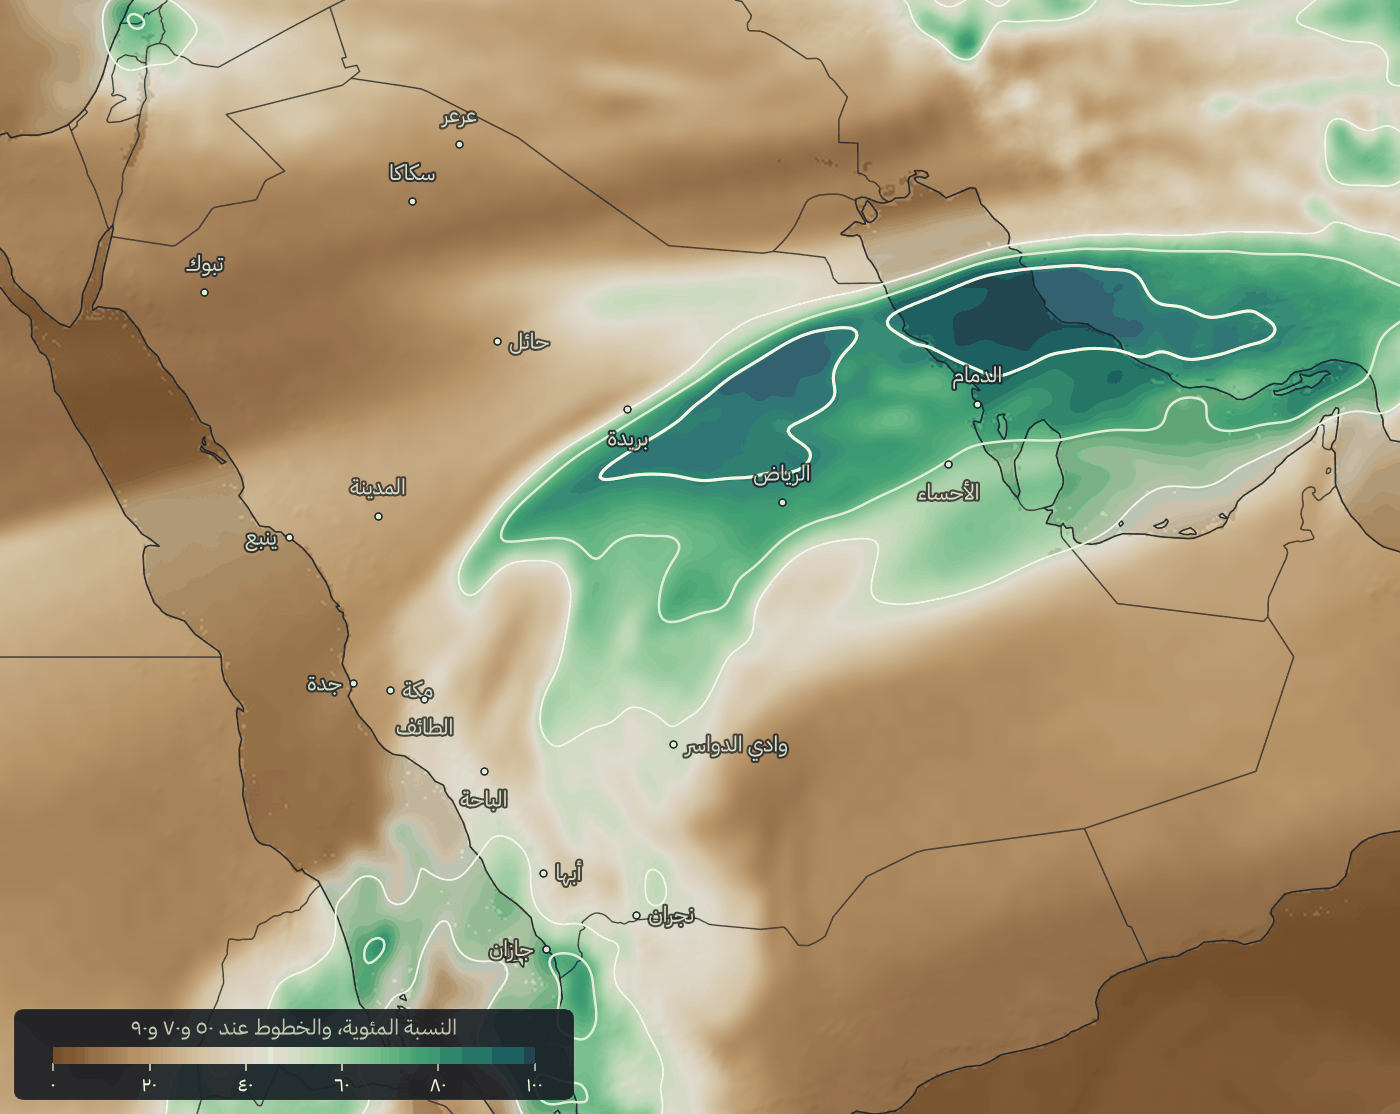 عرعر
سكاكا
تبوك
حائل
الدمام
بريدة
الرياض
المدينة
الأحساء
ينبع
جدة
مكة
الطائف
وادي الدواسر
الباحة
أبها
نجران
جازان
النسبة المئوية، والخطوط عند ٥٠ و٧٠ و٩٠
٠ ٢٠ ٤٠ ٦٠ ٨٠ ١٠٠